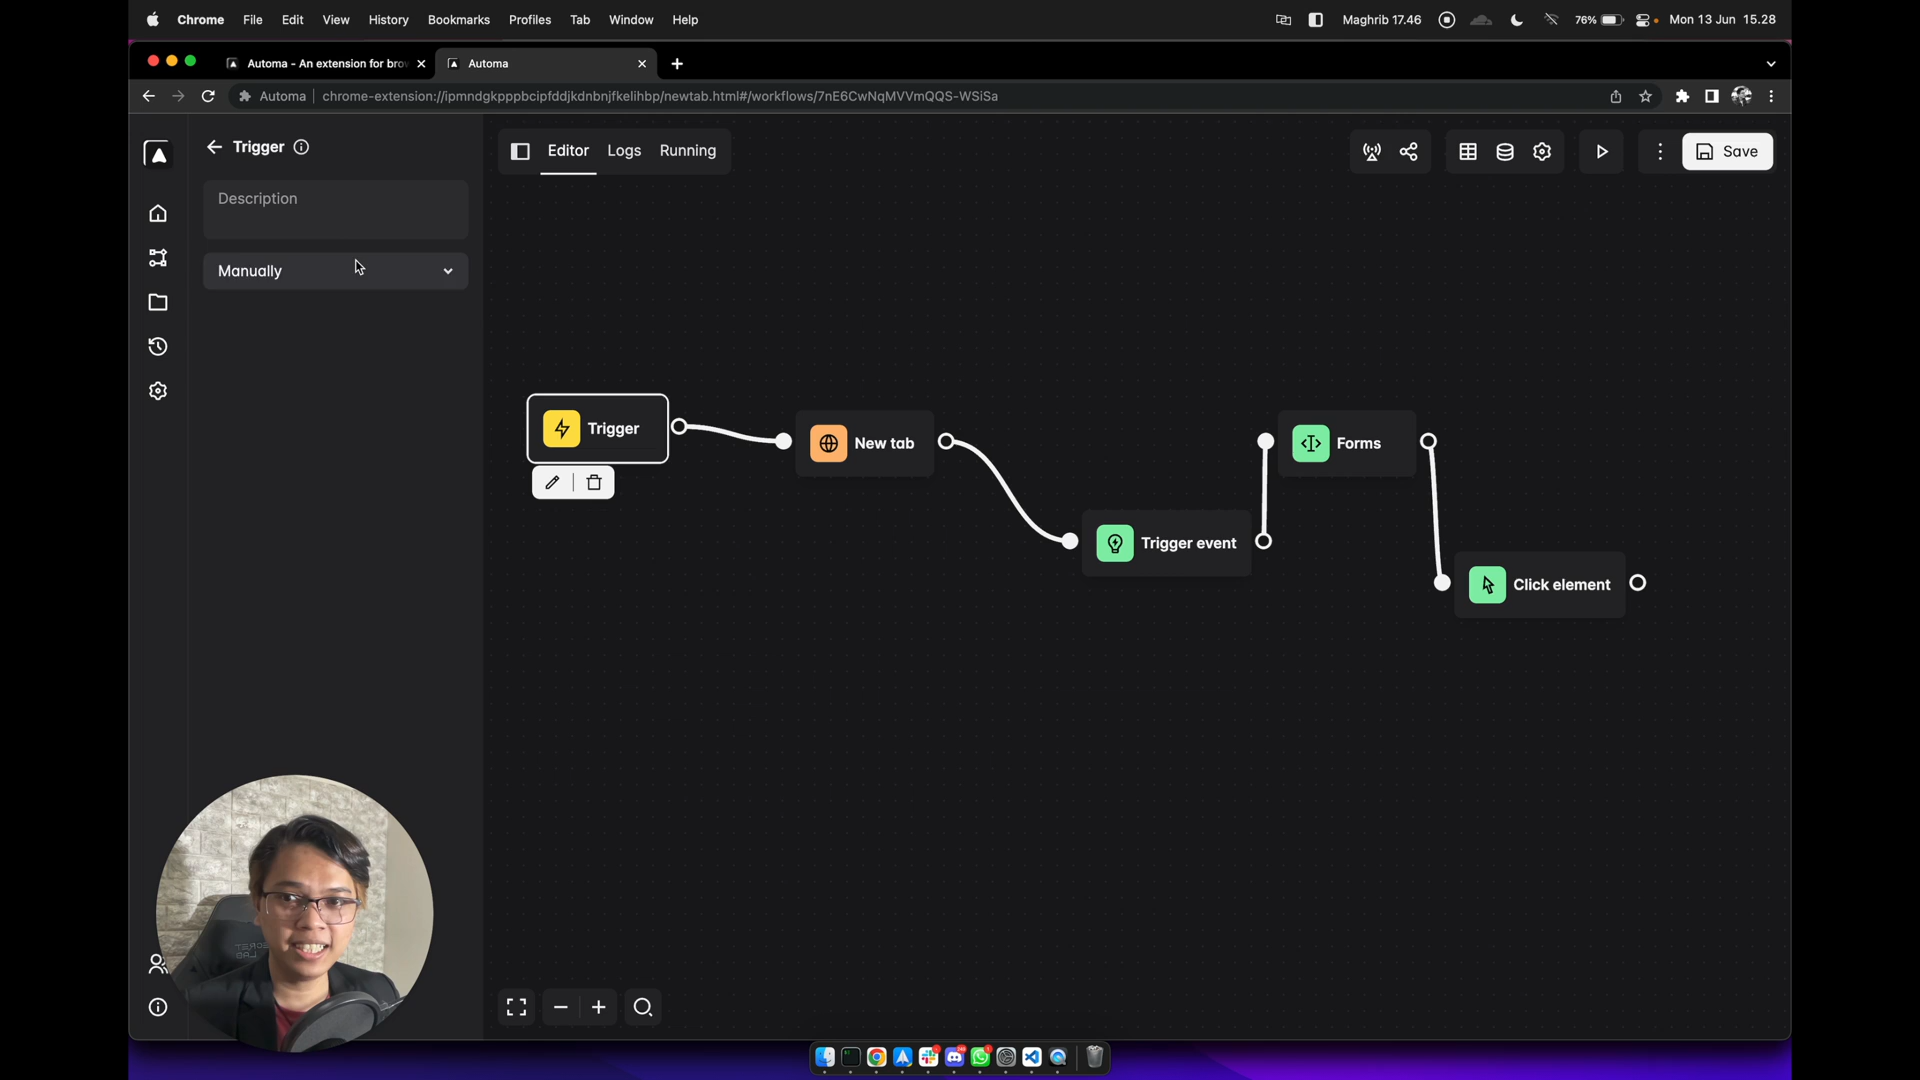 Chrome File Edit View History Bookmarks Profiles Tab Window Help
Maghrib 17.46 76% Mon 13 Jun 15.28
Automa - An extension for bro
Automa
Automa | chrome-extension://ipmndgkpppbcipfddjkdnbnjfkelihbp/newtab.html#/workflows/7nE6CwNqMVVmQQS-WSiSa
Trigger
Editor Logs Running
Save
Description
Manually
Trigger
New tab
Forms
Trigger event
Click element